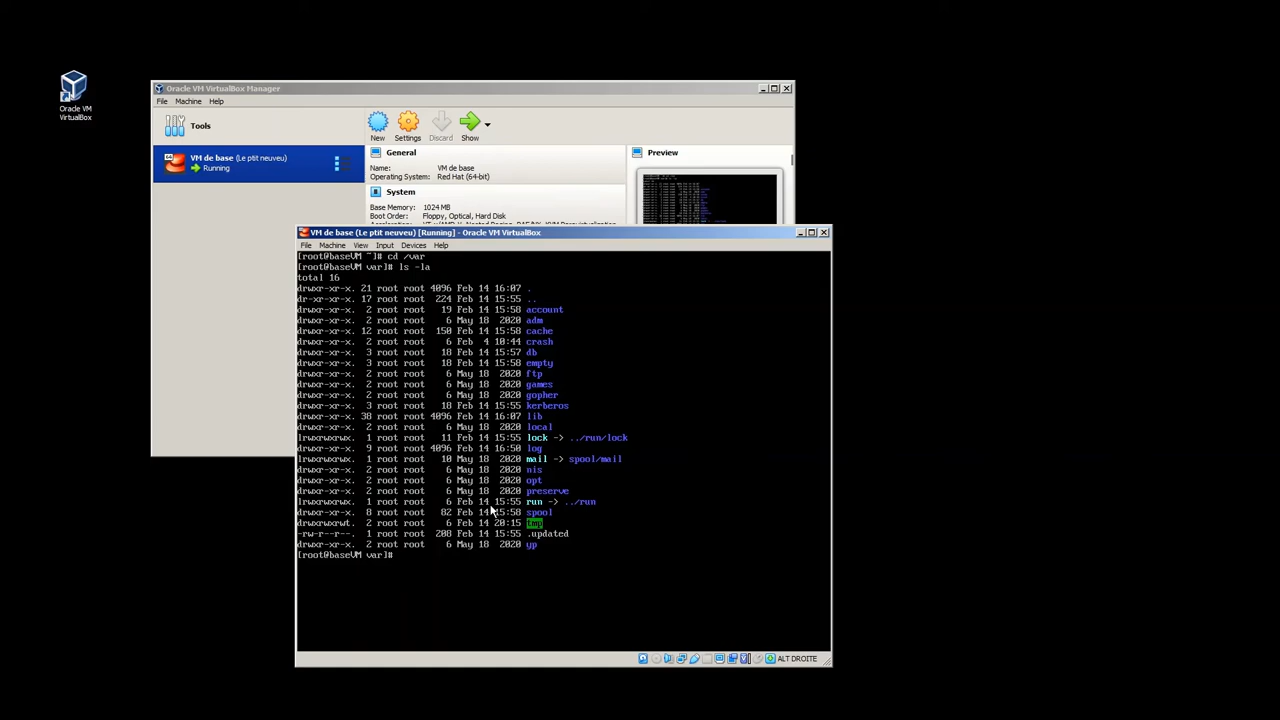 Oracle VM
VirtualBox
Oracle VM VirtualBox Manager
File Machine Help
Tools
New Settings Discard Show
VM de base (Le ptit neuveu)
Running
General
Name: VM de base
Operating System: Red Hat (64-bit)
System
Base Memory: 1024 MB
Boot Order: Floppy, Optical, Hard Disk
Preview
VM de base (Le ptit neuveu) [Running] - Oracle VM VirtualBox
File Machine View Input Devices Help
[root@baseVM ~]# cd /var
[root@baseVM var]# ls -la
total 16
drwxr-xr-x. 21 root root 4096 Feb 14 16:07 .
dr-xr-xr-x. 17 root root 224 Feb 14 15:55 ..
drwxr-xr-x. 2 root root 19 Feb 14 15:58 account
drwxr-xr-x. 2 root root 6 May 18 2020 adm
drwxr-xr-x. 12 root root 150 Feb 14 15:58 cache
drwxr-xr-x. 2 root root 6 Feb 4 10:44 crash
drwxr-xr-x. 3 root root 18 Feb 14 15:57 db
drwxr-xr-x. 3 root root 18 Feb 14 15:58 empty
drwxr-xr-x. 2 root root 6 May 18 2020 ftp
drwxr-xr-x. 2 root root 6 May 18 2020 games
drwxr-xr-x. 2 root root 6 May 18 2020 gopher
drwxr-xr-x. 3 root root 18 Feb 14 15:55 kerberos
drwxr-xr-x. 38 root root 4096 Feb 14 16:07 lib
drwxr-xr-x. 2 root root 6 May 18 2020 local
lrwxrwxrwx. 1 root root 11 Feb 14 15:55 lock -> ../run/lock
drwxr-xr-x. 9 root root 4096 Feb 14 16:50 log
lrwxrwxrwx. 1 root root 10 May 18 2020 mail -> spool/mail
drwxr-xr-x. 2 root root 6 May 18 2020 nis
drwxr-xr-x. 2 root root 6 May 18 2020 opt
drwxr-xr-x. 2 root root 6 May 18 2020 preserve
lrwxrwxrwx. 1 root root 6 Feb 14 15:55 run -> ../run
drwxr-xr-x. 8 root root 82 Feb 14 15:58 spool
drwxrwxrwt. 2 root root 6 Feb 14 20:15 tmp
-rw-r--r--. 1 root root 208 Feb 14 15:55 .updated
drwxr-xr-x. 2 root root 6 May 18 2020 yp
[root@baseVM var]#
ALT DROITE